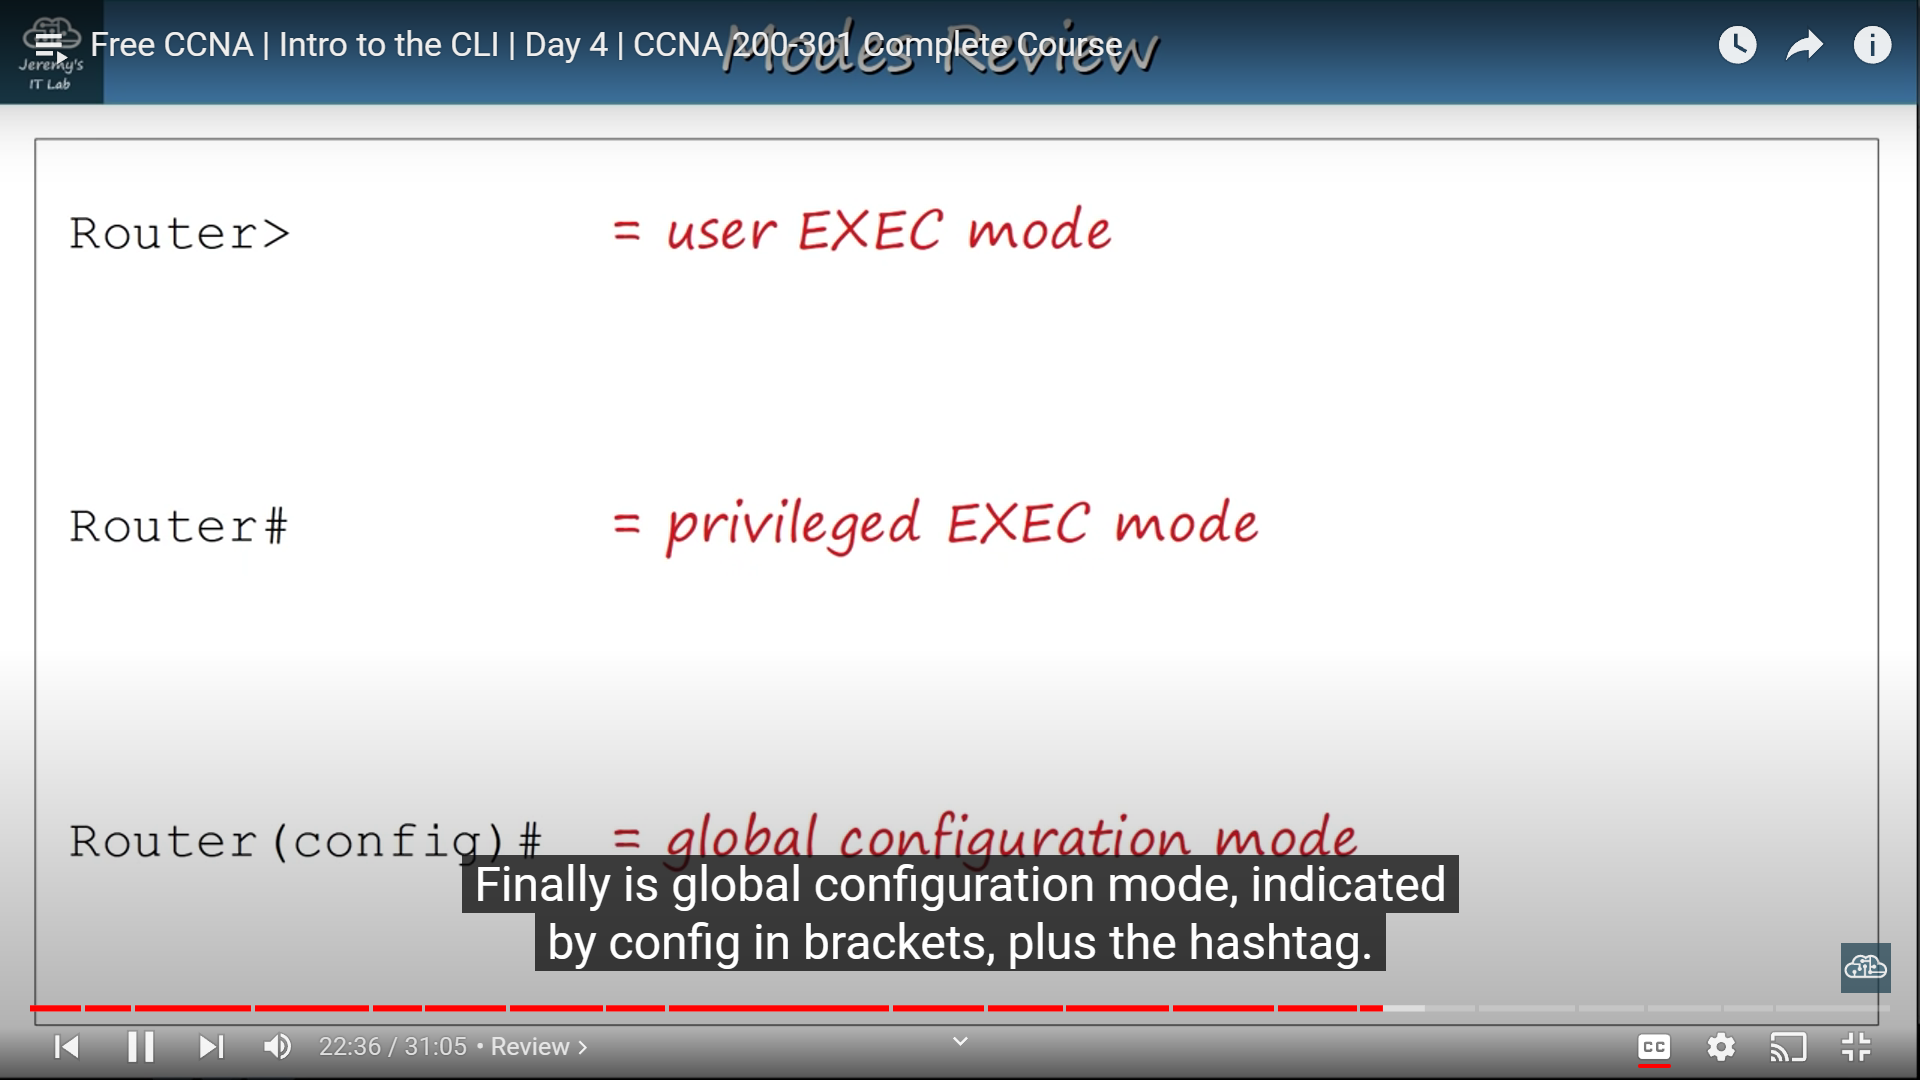 Free CCNA | Intro to the CLI | Day 4 | CCNA 200-301 Complete Course
Modes Review
Jeremy's
IT Lab
Router> = user EXEC mode
Router# = privileged EXEC mode
Router(config)# = global configuration mode
Finally is global configuration mode, indicated
by config in brackets, plus the hashtag.
22:36 / 31:05 • Review >
CC